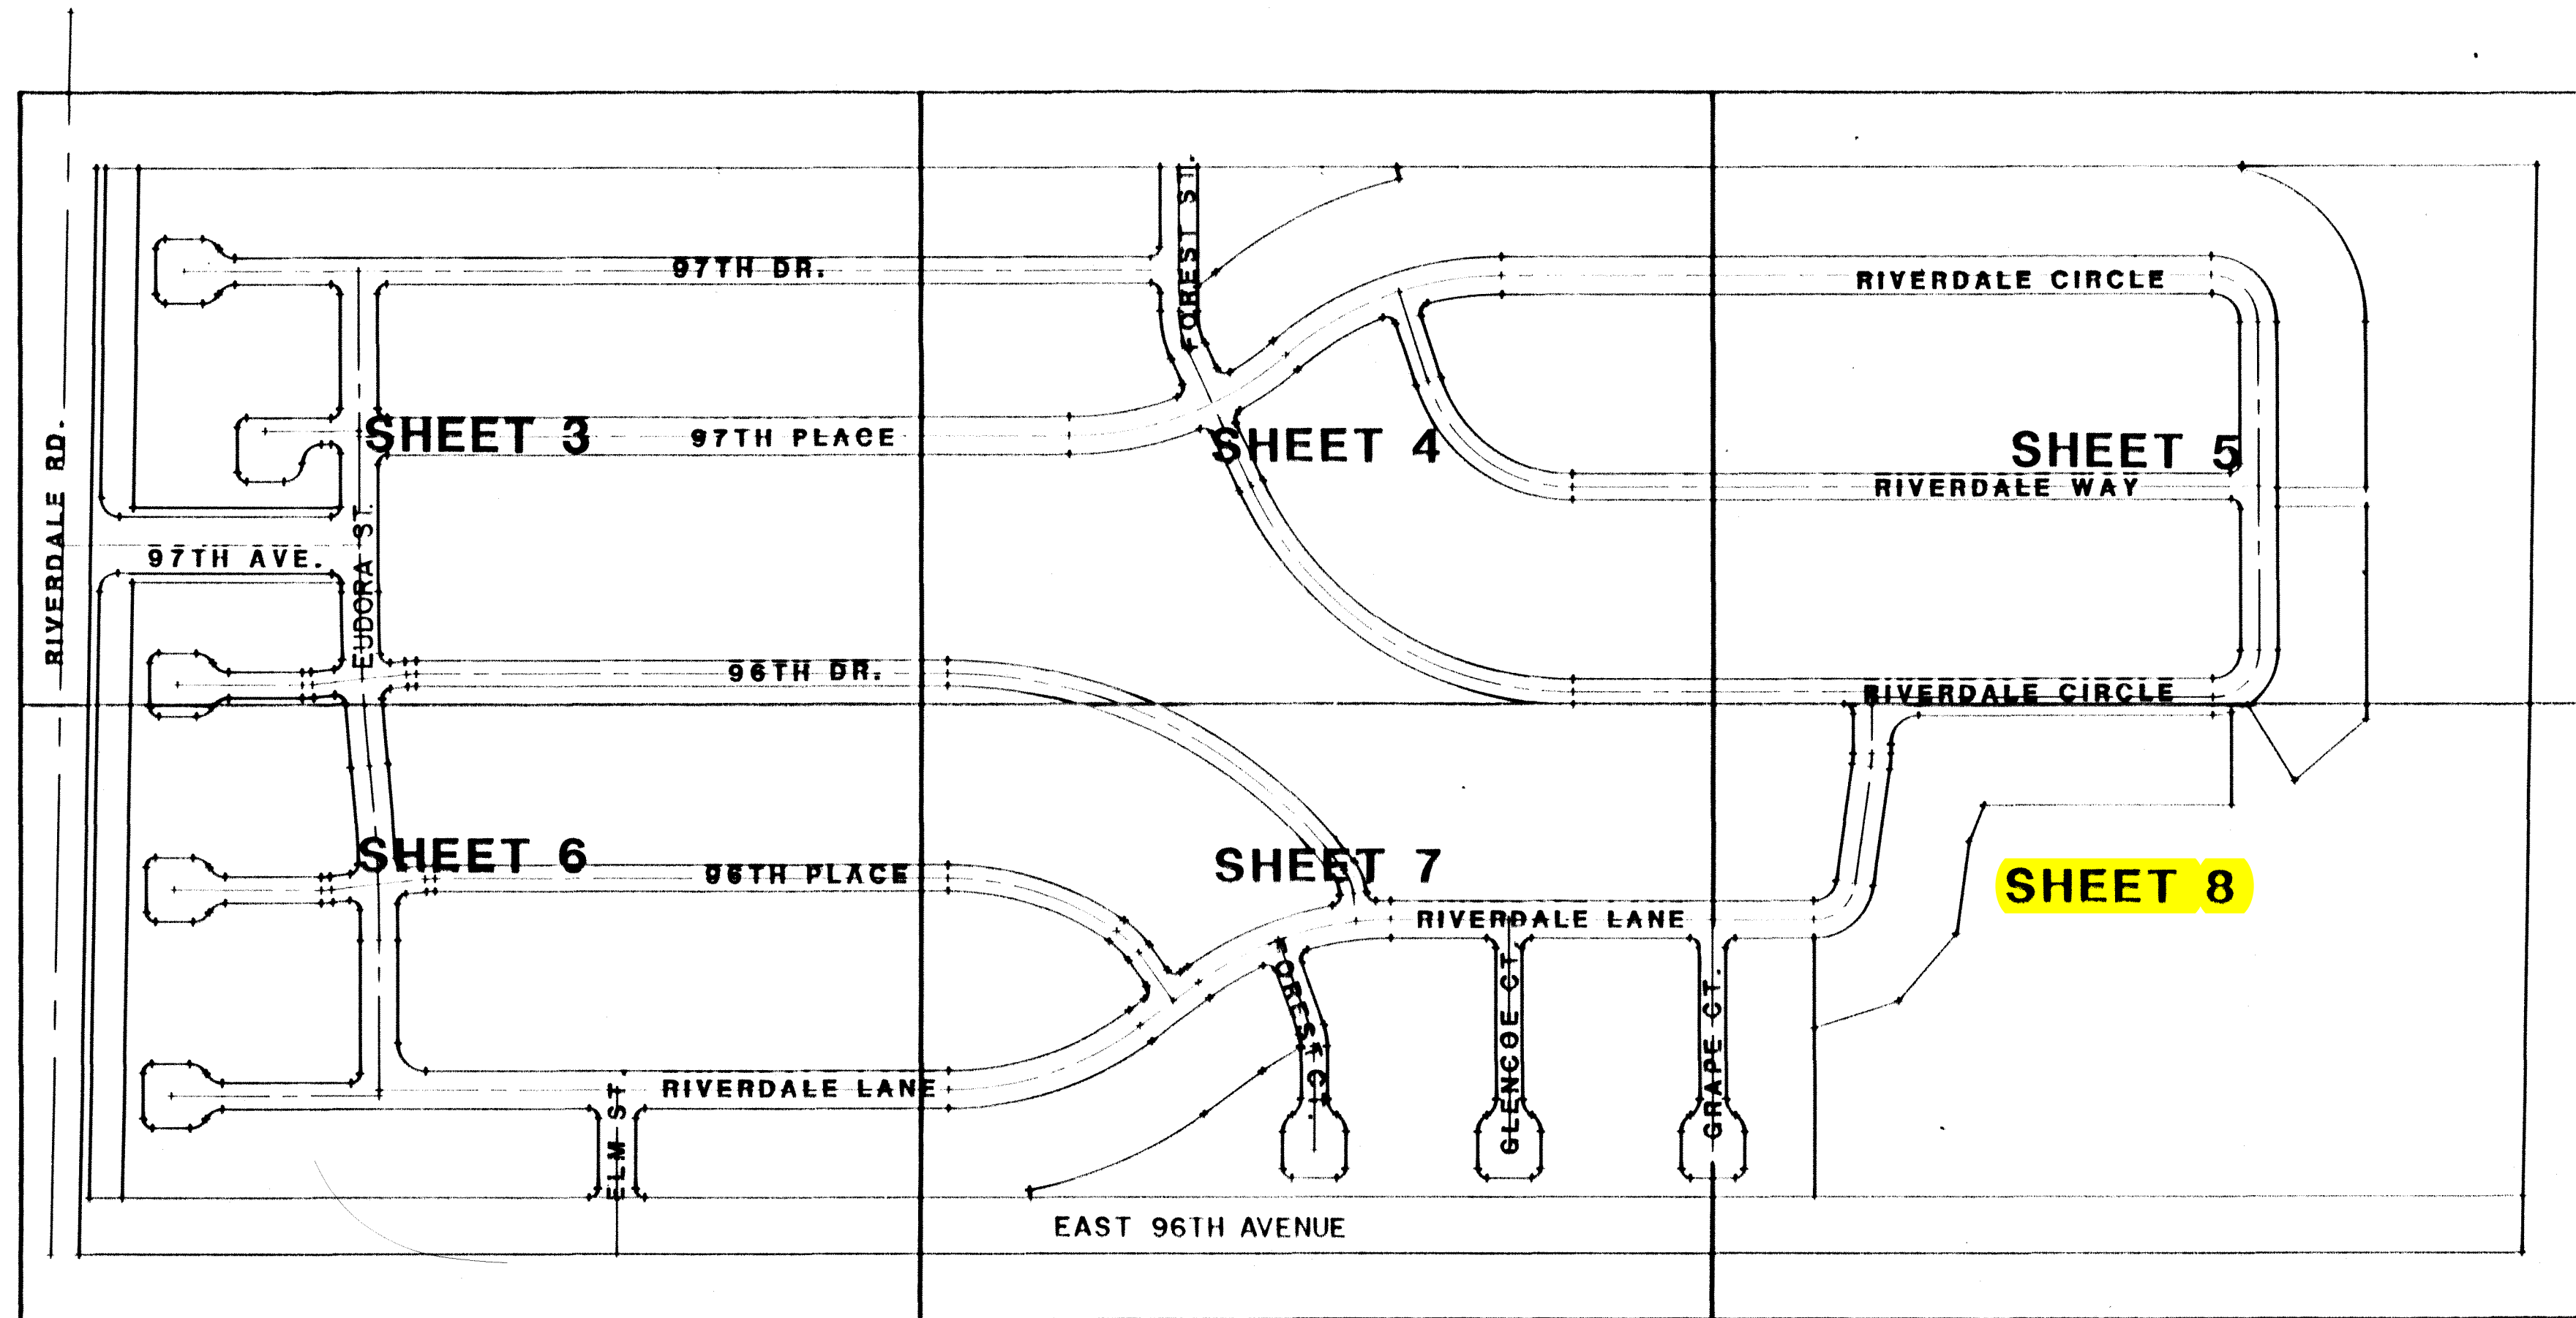 FOREST ST.
97TH DR.
RIVERDALE CIRCLE
SHEET 3
97TH PLACE
SHEET 4
SHEET 5
RIVERDALE WAY
RIVERDALE RD.
97TH AVE.
EUDORA ST.
96TH DR.
RIVERDALE CIRCLE
SHEET 6
96TH PLACE
SHEET 7
SHEET 8
RIVERDALE LANE
FOREST CT.
GLENCOE CT.
GRAPE CT.
RIVERDALE LANE
ELM ST.
EAST 96TH AVENUE